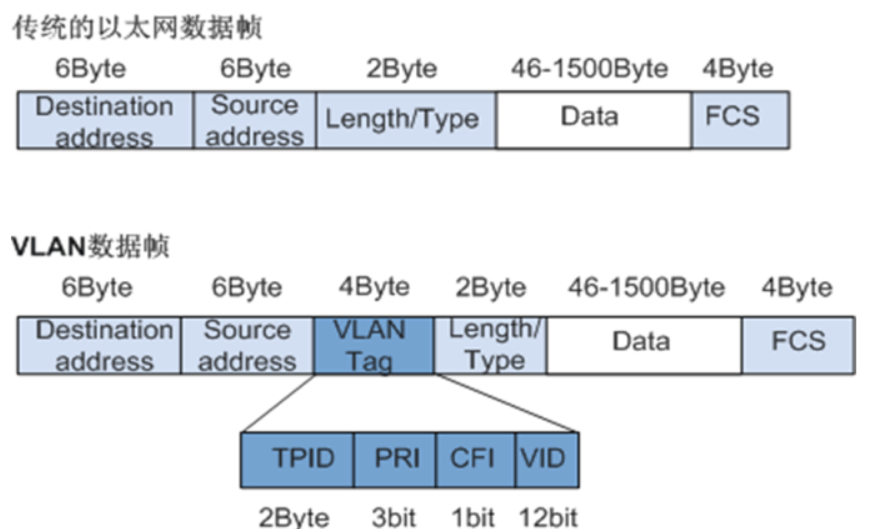 传统的以太网数据帧
6Byte 6Byte 2Byte 46-1500Byte 4Byte
Destination address Source address Length/Type Data FCS
VLAN数据帧
6Byte 6Byte 4Byte 2Byte 46-1500Byte 4Byte
Destination address Source address VLAN Tag Length/Type Data FCS
TPID PRI CFI VID
2Byte 3bit 1bit 12bit